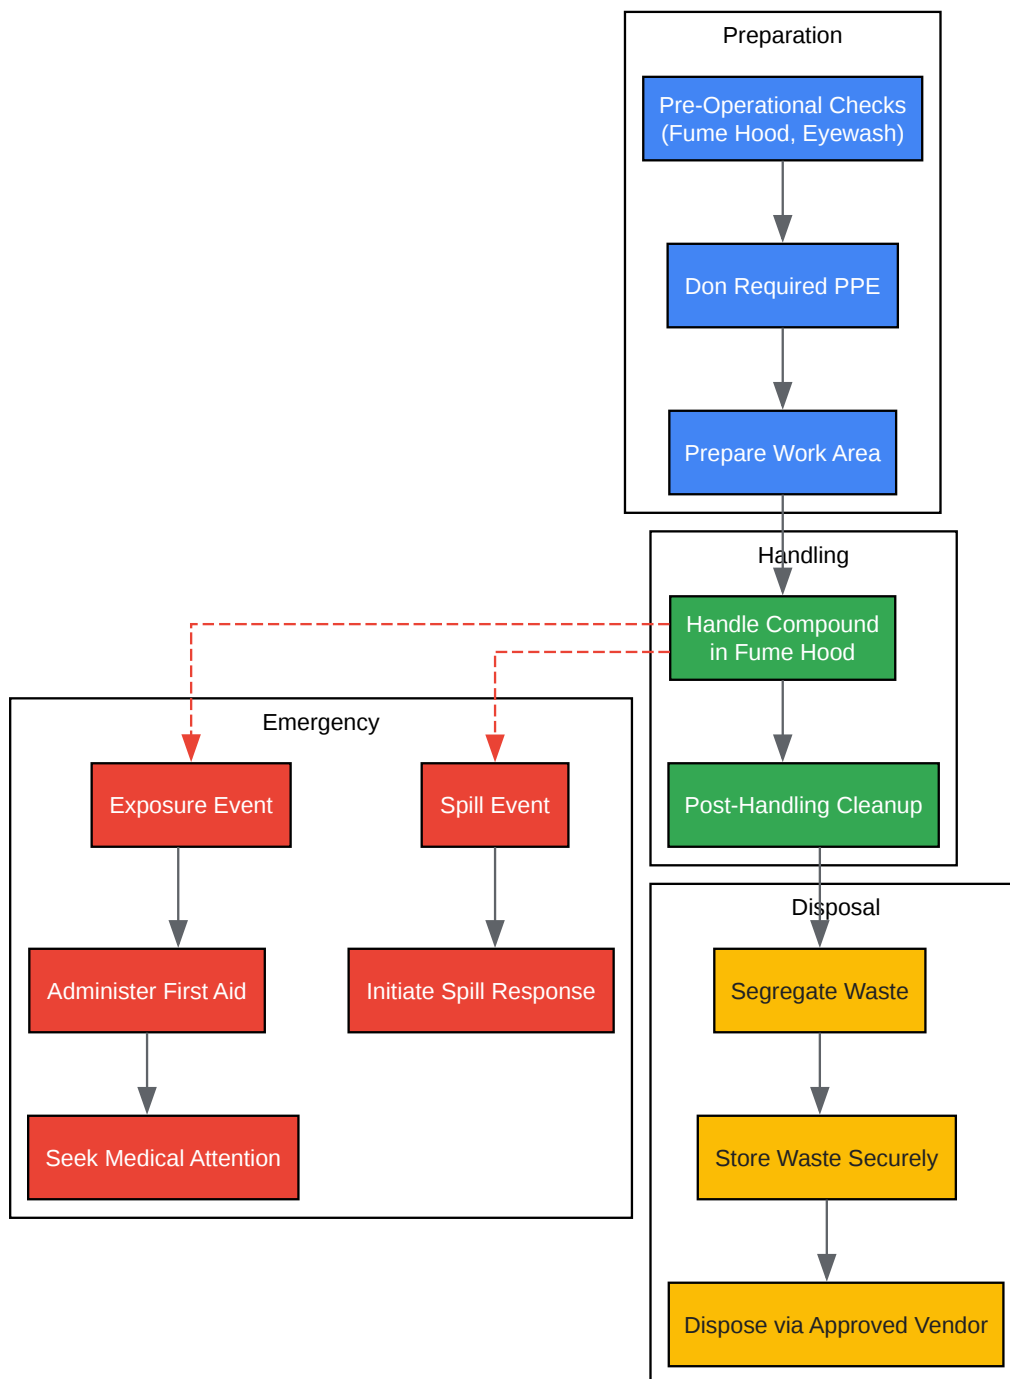 Preparation
Pre-Operational Checks
(Fume Hood, Eyewash)
Don Required PPE
Prepare Work Area
Handling
Handle Compound
in Fume Hood
Post-Handling Cleanup
Emergency
Exposure Event
Spill Event
Administer First Aid
Initiate Spill Response
Seek Medical Attention
Disposal
Segregate Waste
Store Waste Securely
Dispose via Approved Vendor